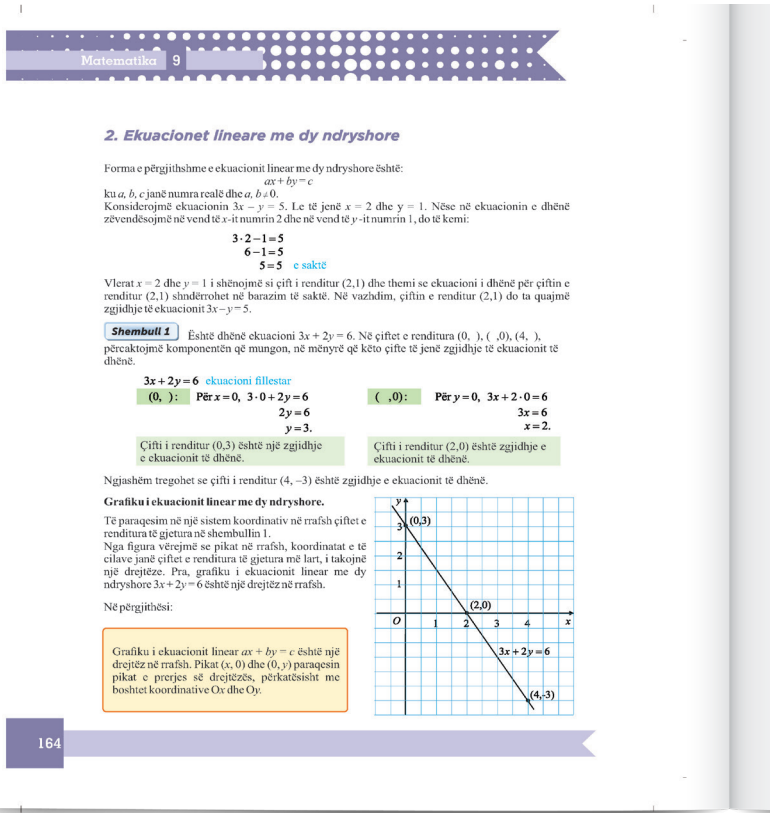 Matematika 9
2. Ekuacionet lineare me dy ndryshore
Forma e përgjithshme e ekuacionit linear me dy ndryshore është:
ax + by = c
ku a, b, c janë numra realë dhe a, b ≠ 0.
Konsiderojmë ekuacionin 3x – y = 5. Le të jenë x = 2 dhe y = 1. Nëse në ekuacionin e dhënë
zëvendësojmë në vend të x-it numrin 2 dhe në vend të y -it numrin 1, do të kemi:
3 · 2 – 1 = 5
6 – 1 = 5
5 = 5 e saktë
Vlerat x = 2 dhe y = 1 i shënojmë si çift i renditur (2,1) dhe themi se ekuacioni i dhënë për çiftin e
renditur (2,1) shndërrohet në barazim të saktë. Në vazhdim, çiftin e renditur (2,1) do ta quajmë
zgjidhje të ekuacionit 3x – y = 5.
Shembull 1 Është dhënë ekuacioni 3x + 2y = 6. Në çiftet e renditura (0, ), ( ,0), (4, ),
përcaktojmë komponentën që mungon, në mënyrë që këto çifte të jenë zgjidhje të ekuacionit të
dhënë.
3x + 2y = 6 ekuacioni fillestar
(0, ): Për x = 0, 3 · 0 + 2y = 6
2y = 6
y = 3.
Çifti i renditur (0,3) është një zgjidhje
e ekuacionit të dhënë.
( ,0): Për y = 0, 3x + 2 · 0 = 6
3x = 6
x = 2.
Çifti i renditur (2,0) është zgjidhje e
ekuacionit të dhënë.
Ngjashëm tregohet se çifti i renditur (4, –3) është zgjidhje e ekuacionit të dhënë.
Grafiku i ekuacionit linear me dy ndryshore.
Të paraqesim në një sistem koordinativ në rrafsh çiftet e
renditura të gjetura në shembullin 1.
Nga figura vërejmë se pikat në rrafsh, koordinatat e të
cilave janë çiftet e renditura të gjetura më lart, i takojnë
një drejtëze. Pra, grafiku i ekuacionit linear me dy
ndryshore 3x + 2y = 6 është një drejtëz në rrafsh.
Në përgjithësi:
Grafiku i ekuacionit linear ax + by = c është një
drejtëz në rrafsh. Pikat (x, 0) dhe (0, y) paraqesin
pikat e prerjes së drejtëzës, përkatësisht me
boshtet koordinative Ox dhe Oy.
y
(0,3)
3
2
1
(2,0)
O 1 2 3 4 x
3x + 2y = 6
(4,-3)
164